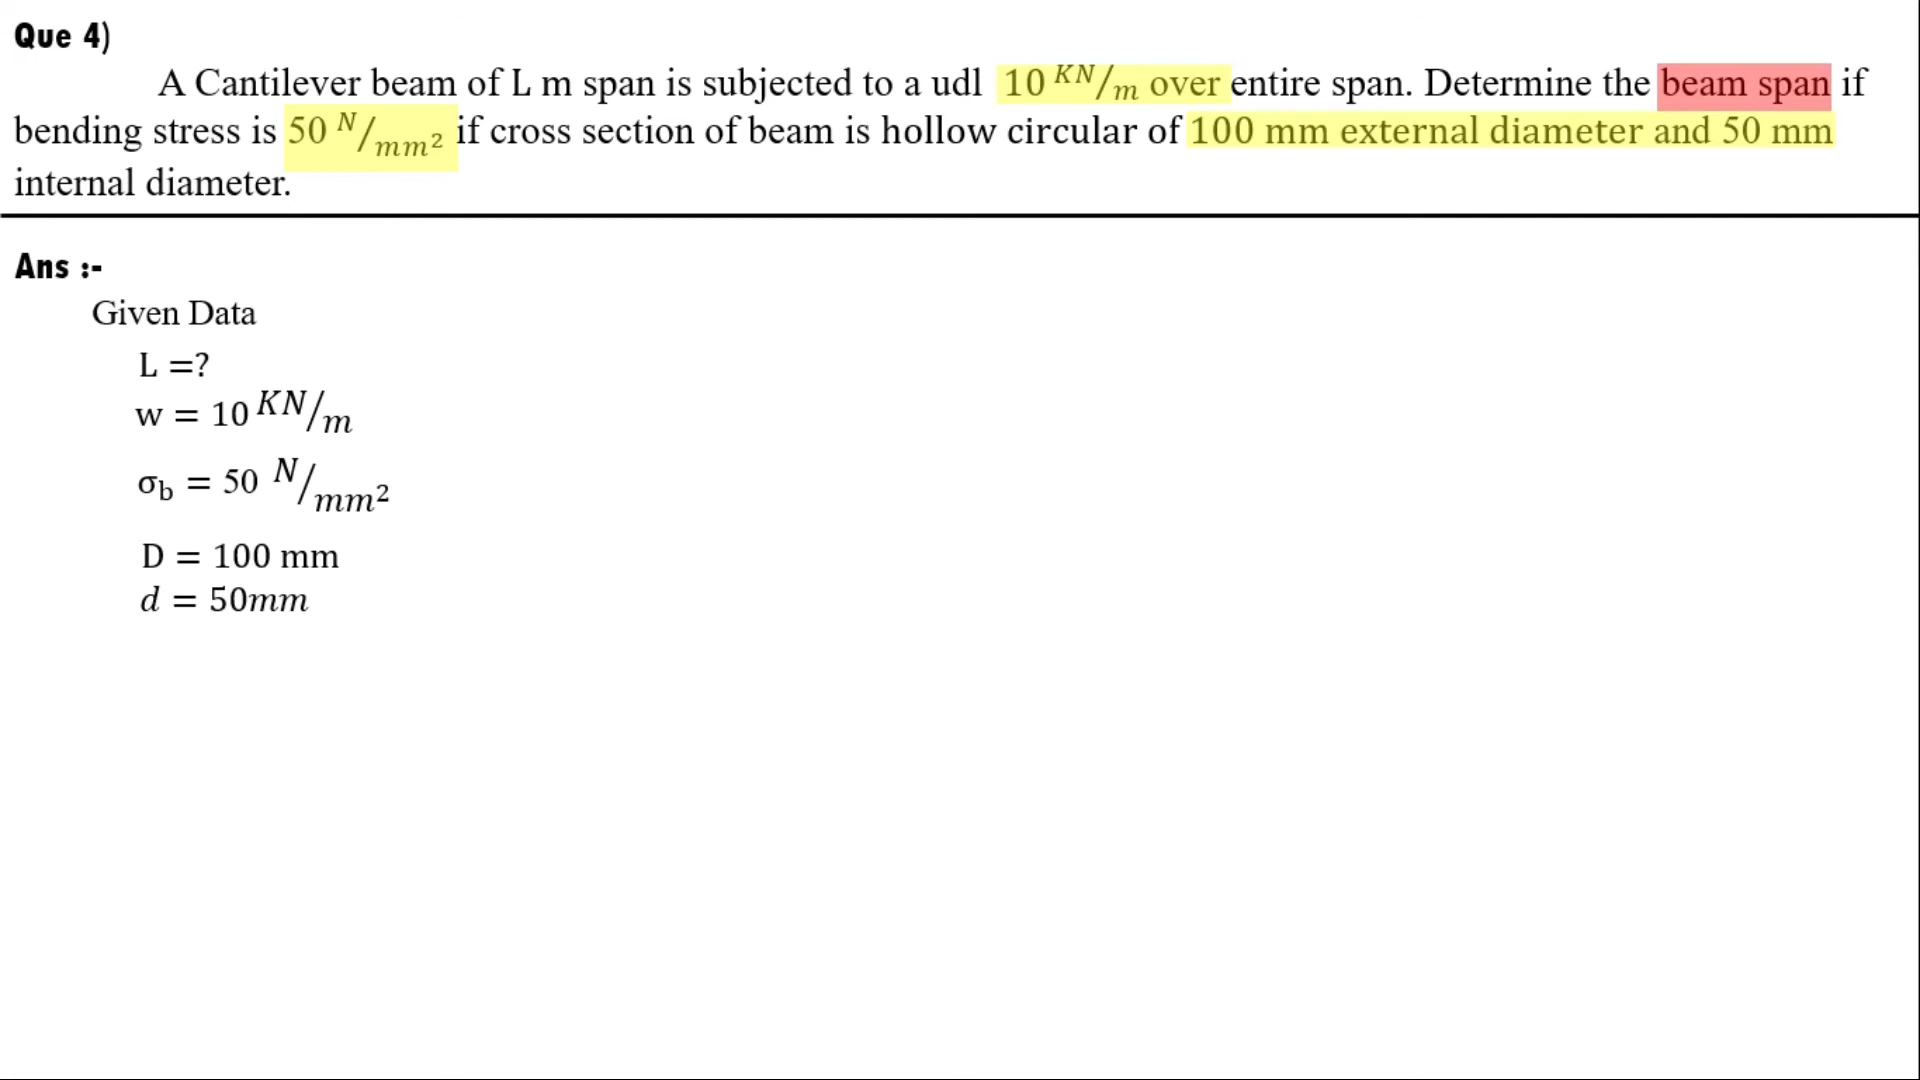 Que 4)
A Cantilever beam of L m span is subjected to a udl 10 KN/m over entire span. Determine the beam span if
bending stress is 50 N/mm² if cross section of beam is hollow circular of 100 mm external diameter and 50 mm
internal diameter.
Ans :-
Given Data
L =?
w = 10 KN/m
σb = 50 N/mm²
D = 100 mm
d = 50mm